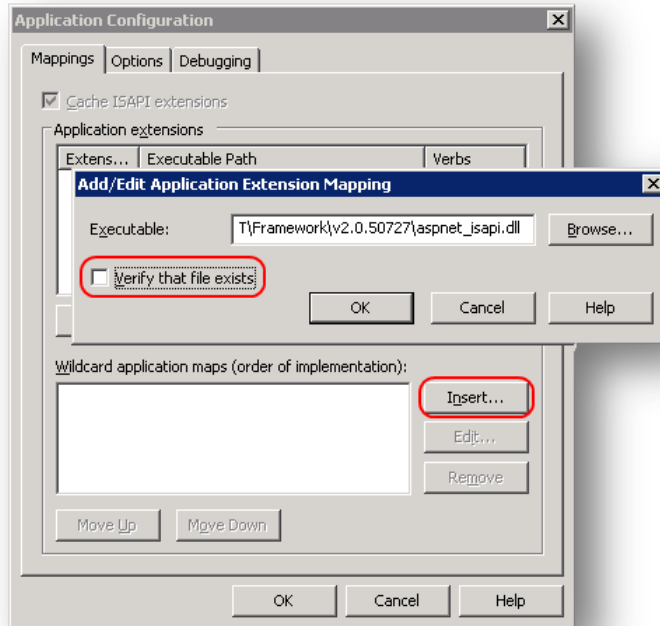 Application Configuration
Mappings Options Debugging
Cache ISAPI extensions
Application extensions
Extens... Executable Path Verbs
Add/Edit Application Extension Mapping
Executable: T\Framework\v2.0.50727\aspnet_isapi.dll Browse...
Verify that file exists
OK Cancel Help
Wildcard application maps (order of implementation):
Insert...
Edit...
Remove
Move Up Move Down
OK Cancel Help